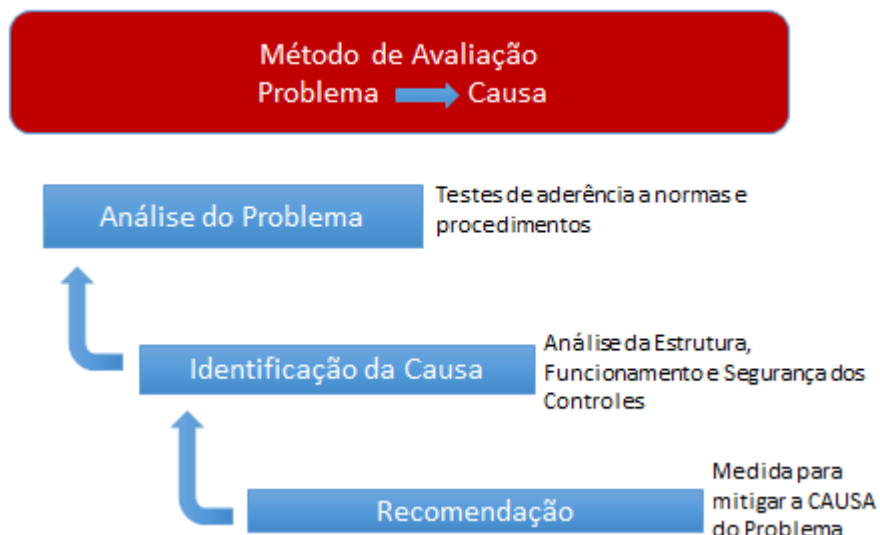 Método de Avaliação
Problema Causa
Análise do Problema
Testes de aderência a normas e
procedimentos
Identificação da Causa
Análise da Estrutura,
Funcionamento e Segurança dos
Controles
Recomendação
Medida para
mitigar a CAUSA
do Problema